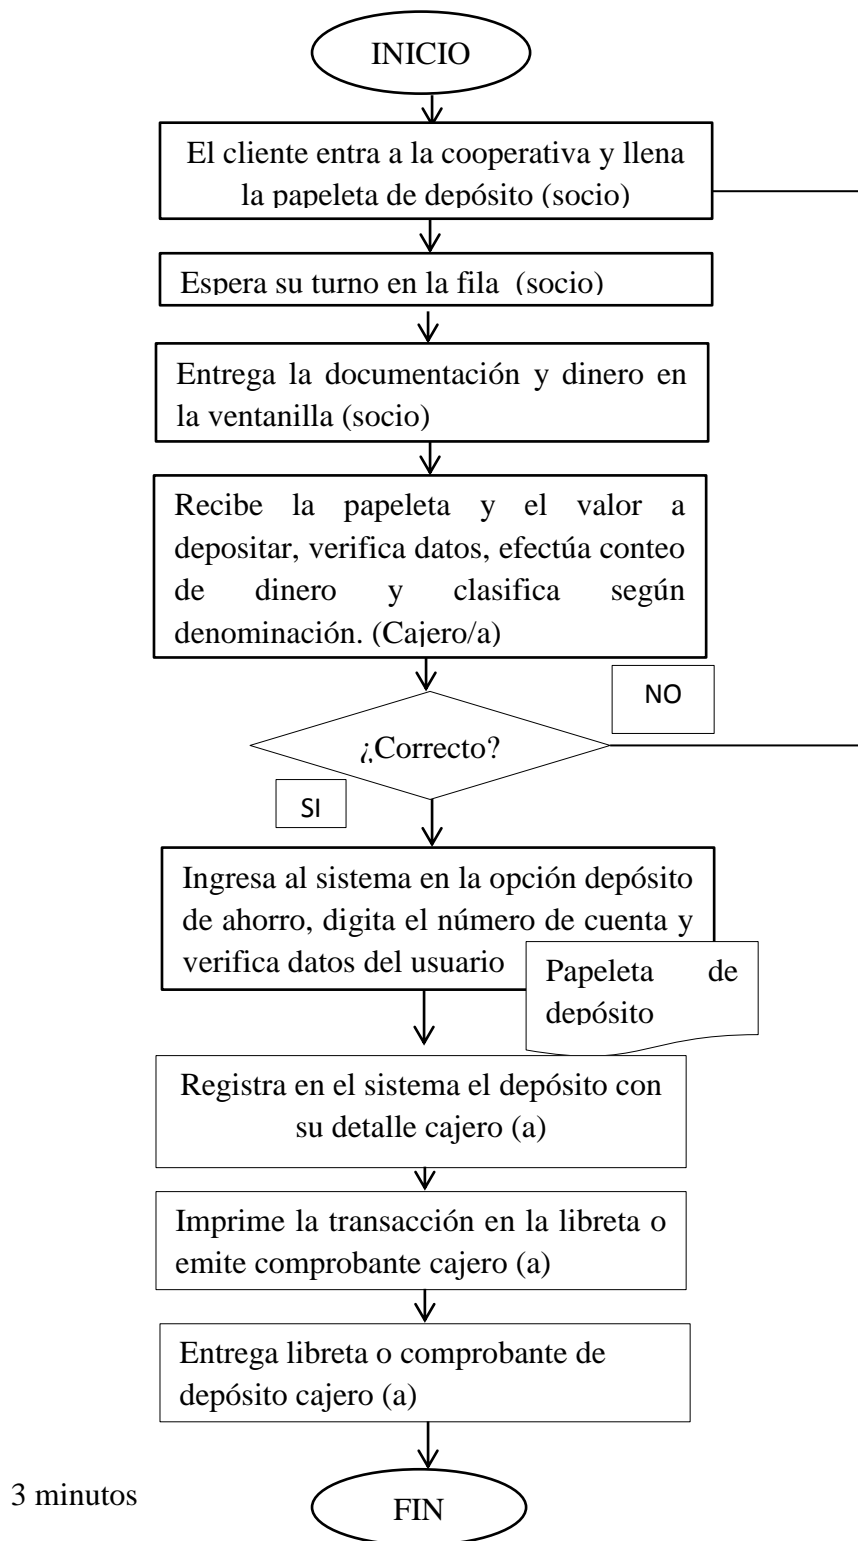 INICIO
El cliente entra a la cooperativa y llena
la papeleta de depósito (socio)
Espera su turno en la fila (socio)
Entrega la documentación y dinero en
la ventanilla (socio)
Recibe la papeleta y el valor a
depositar, verifica datos, efectúa conteo
de dinero y clasifica según
denominación. (Cajero/a)
NO
¿Correcto?
SI
Ingresa al sistema en la opción depósito
de ahorro, digita el número de cuenta y
verifica datos del usuario
Papeleta de
depósito
Registra en el sistema el depósito con
su detalle cajero (a)
Imprime la transacción en la libreta o
emite comprobante cajero (a)
Entrega libreta o comprobante de
depósito cajero (a)
3 minutos
FIN